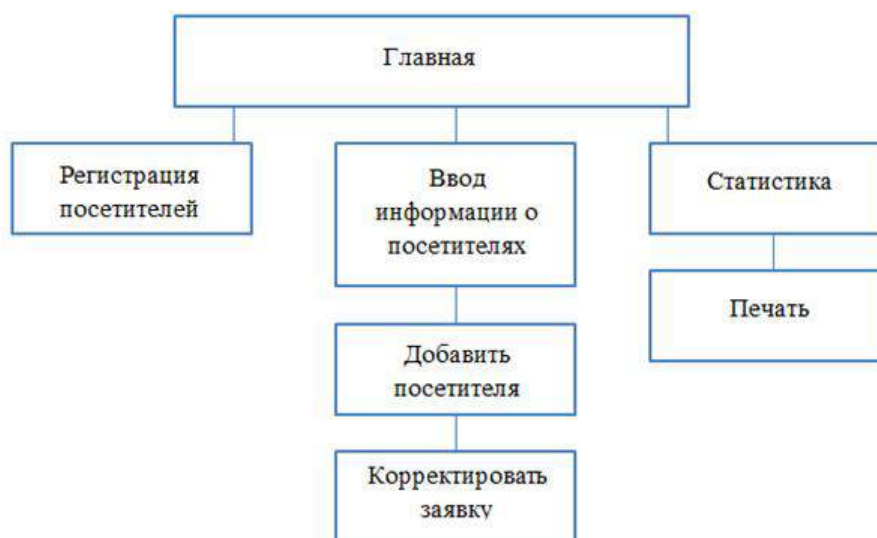 Главная
Регистрация
посетителей
Ввод
информации о
посетителях
Статистика
Печать
Добавить
посетителя
Корректировать
заявку